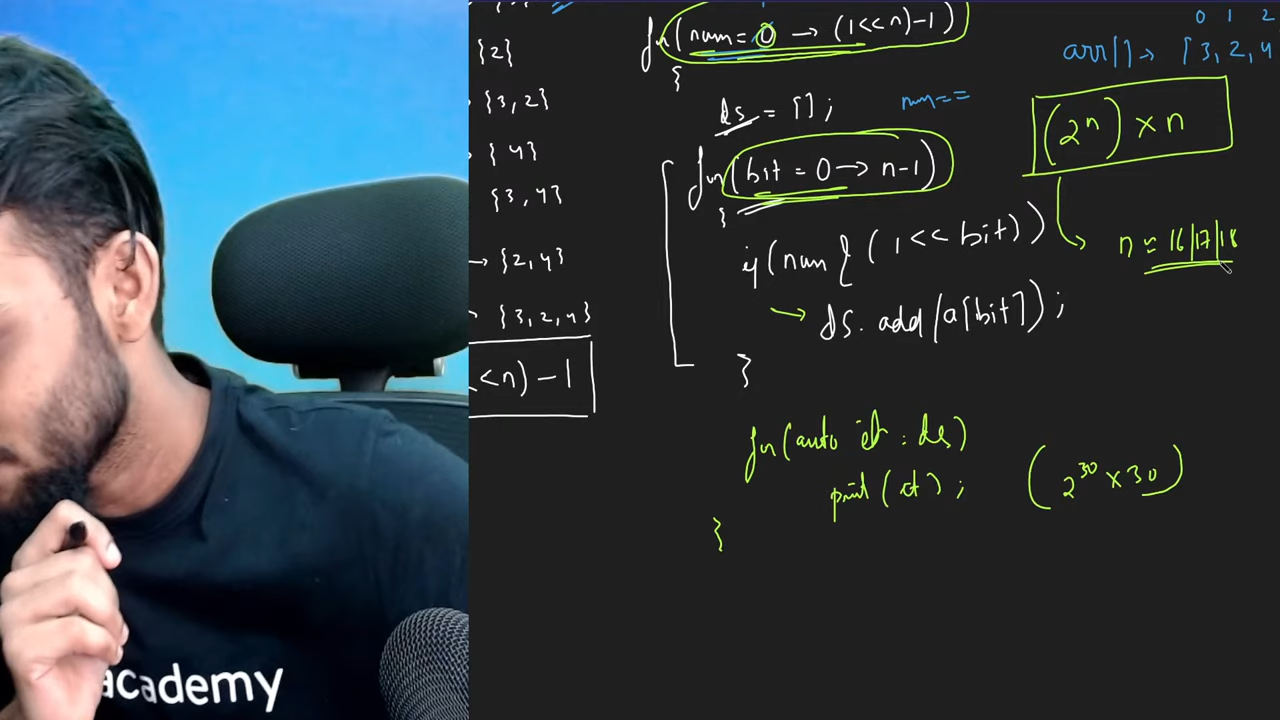 {2}
→ {3,2}
→ {4}
→ {3,4}
→ {2,4}
→ {3,2,4}
<<n) - 1
for(num = 0 → (1<<n)-1)
{
ds = [];
num ==
for(bit = 0 → n-1)
{
if(num & (1 << bit))
→ ds.add(a[bit]);
}
for(auto it : ds)
print(it);
}
0 1 2
arr[] → [3, 2, 4
(2^n) × n
n ≈ 16|17|18
(2^30 × 30)
academy